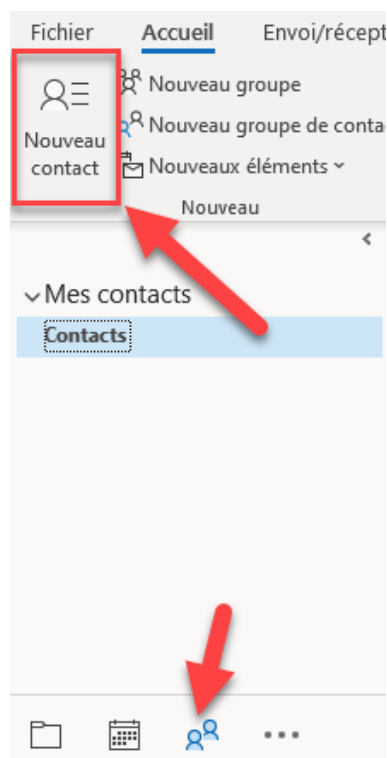 Fichier Accueil Envoi/récept
Nouveau groupe
Nouveau groupe de conta
Nouveau
contact
Nouveaux éléments
Nouveau
Mes contacts
Contacts